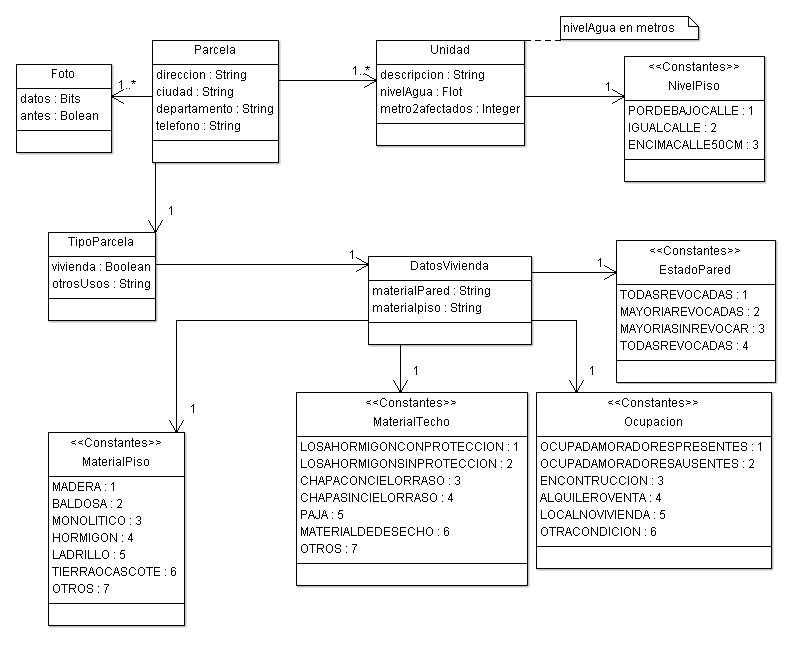 nivelAgua en metros
Parcela
direccion : String
ciudad : String
departamento : String
telefono : String
Unidad
descripcion : String
nivelAgua : Flot
metro2afectados : Integer
Foto
datos : Bits
antes : Bolean
1..*
1..*
1
<<Constantes>>
NivelPiso
PORDEBAJOCALLE : 1
IGUALCALLE : 2
ENCIMACALLE50CM : 3
1
TipoParcela
vivienda : Boolean
otrosUsos : String
1
DatosVivienda
materialPared : String
materialpiso : String
1
<<Constantes>>
EstadoPared
TODASREVOCADAS : 1
MAYORIAREVOCADAS : 2
MAYORIASINREVOCAR : 3
TODASREVOCADAS : 4
1
1
1
<<Constantes>>
MaterialPiso
MADERA : 1
BALDOSA : 2
MONOLITICO : 3
HORMIGON : 4
LADRILLO : 5
TIERRAOCASCOTE : 6
OTROS : 7
<<Constantes>>
MaterialTecho
LOSAHORMIGONCONPROTECCION : 1
LOSAHORMIGONSINPROTECCION : 2
CHAPACONCIELORRASO : 3
CHAPASINCIELORRASO : 4
PAJA : 5
MATERIALDEDESECHO : 6
OTROS : 7
<<Constantes>>
Ocupacion
OCUPADAMORADORESPRESENTES : 1
OCUPADAMORADORESAUSENTES : 2
ENCONTRUCCION : 3
ALQUILEROVENTA : 4
LOCALNOVIVIENDA : 5
OTRACONDICION : 6